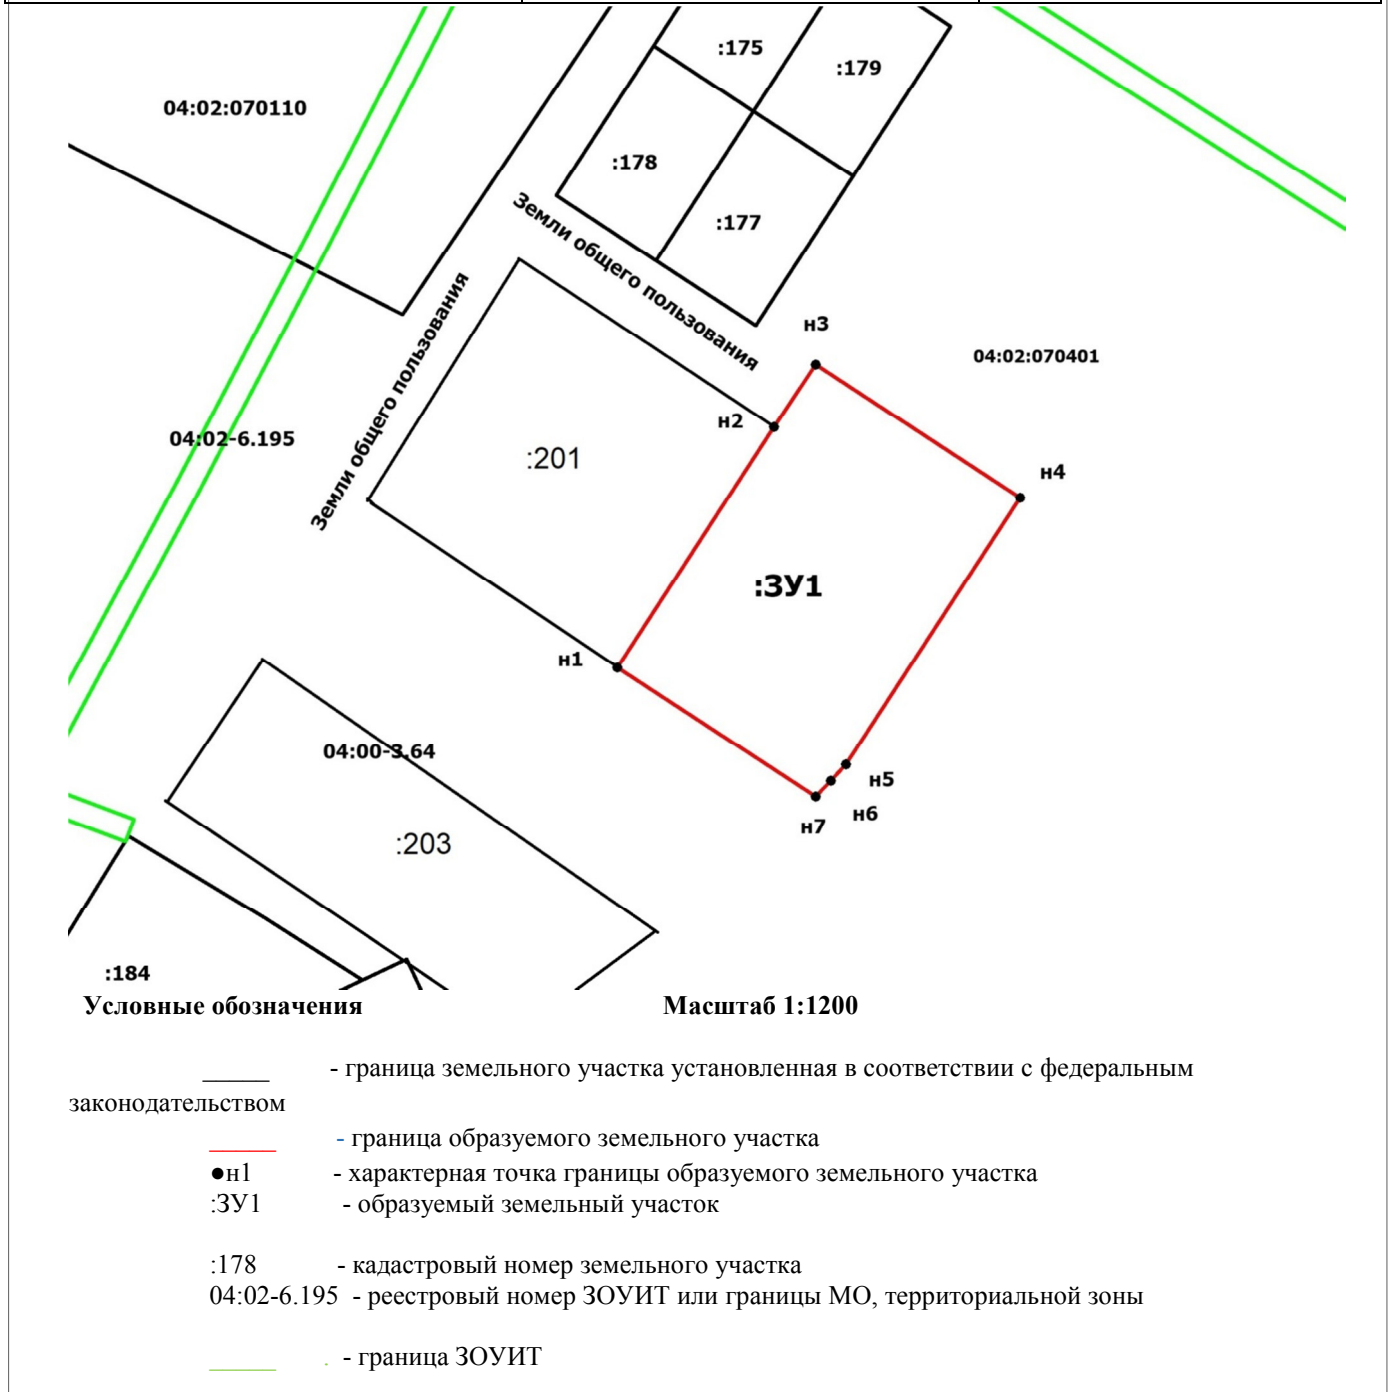 :175
:179
04:02:070110
:178
:177
Земли общего пользования
Земли общего пользования
н3
04:02:070401
н2
04:02-6.195
:201
н4
:ЗУ1
н1
04:00-3.64
н5
н6
н7
:203
:184
Условные обозначения Масштаб 1:1200
_____ - граница земельного участка установленная в соответствии с федеральным
законодательством
_____ - граница образуемого земельного участка
●н1 - характерная точка границы образуемого земельного участка
:ЗУ1 - образуемый земельный участок
:178 - кадастровый номер земельного участка
04:02-6.195 - реестровый номер ЗОУИТ или границы МО, территориальной зоны
_____ . - граница ЗОУИТ